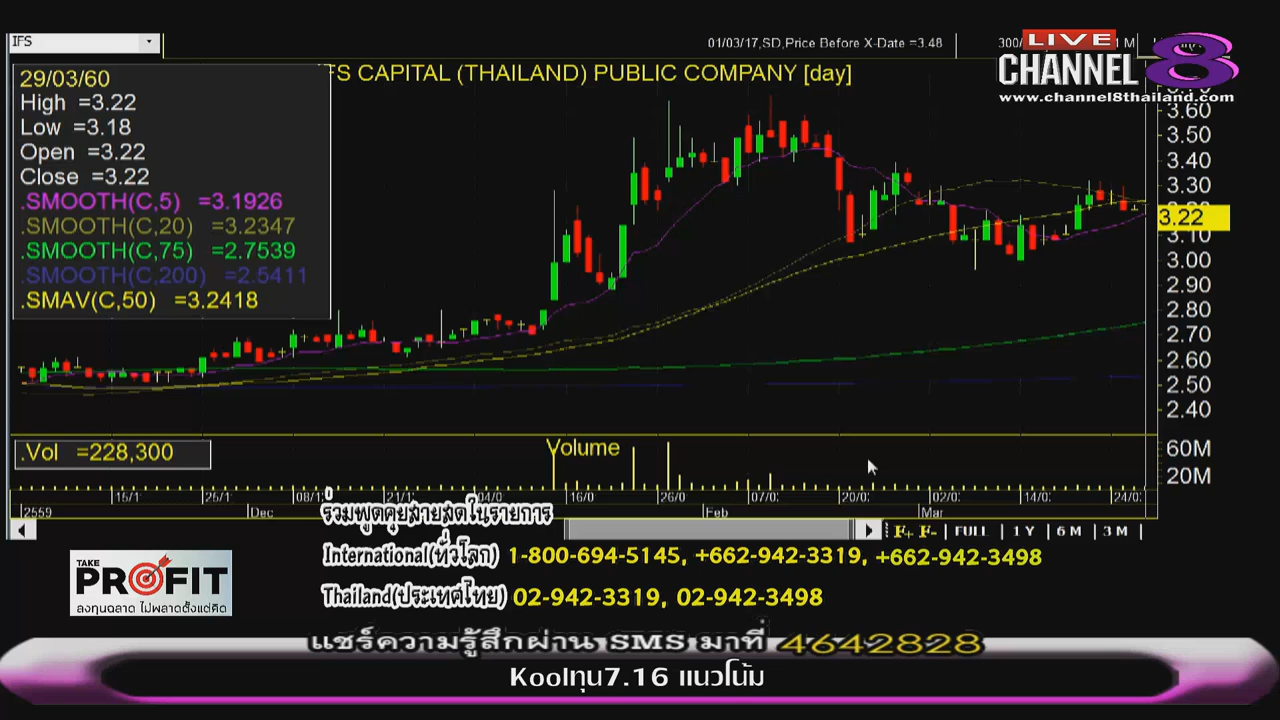 IFS
01/03/17,SD,Price Before X-Date =3.48
LIVE
CHANNEL 8
www.channel8thailand.com
IFS CAPITAL (THAILAND) PUBLIC COMPANY [day]
29/03/60
High =3.22
Low =3.18
Open =3.22
Close =3.22
.SMOOTH(C,5) =3.1926
.SMOOTH(C,20) =3.2347
.SMOOTH(C,75) =2.7539
.SMOOTH(C,200) =2.5411
.SMAV(C,50) =3.2418
3.60
3.50
3.40
3.30
3.22
3.10
3.00
2.90
2.80
2.70
2.60
2.50
2.40
.Vol =228,300
Volume
60M
20M
15/1 25/1 08/1 21/1 04/0 16/0 26/0 07/0 20/0 02/0 14/0 24/0
2559 Dec Feb Mar
F+ F- FULL 1 Y 6 M 3 M
ร่วมพูดคุยสายสดในรายการ
International(ทั่วโลก) 1-800-694-5145, +662-942-3319, +662-942-3498
Thailand(ประเทศไทย) 02-942-3319, 02-942-3498
TAKE
PROFIT
ลงทุนฉลาด ไม่พลาดตั้งแต่คิด
แชร์ความรู้สึกผ่าน SMS มาที่ 4642828
Koolทุน7.16 แนวโน้ม